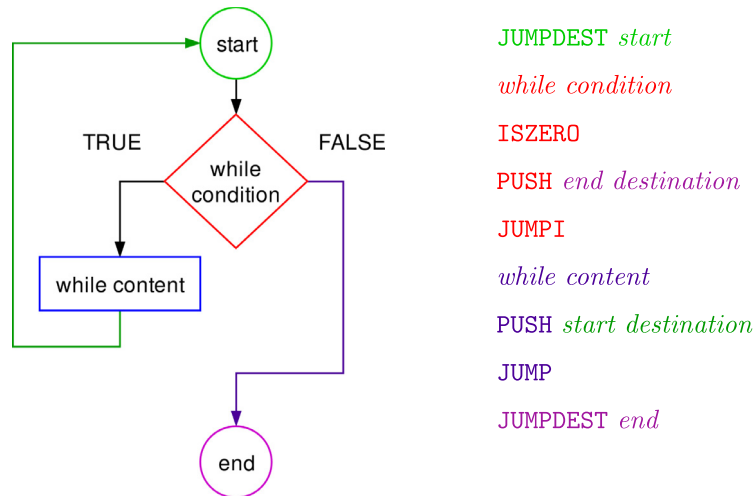 start
TRUE
FALSE
while
condition
while content
end
JUMPDEST start
while condition
ISZERO
PUSH end destination
JUMPI
while content
PUSH start destination
JUMP
JUMPDEST end